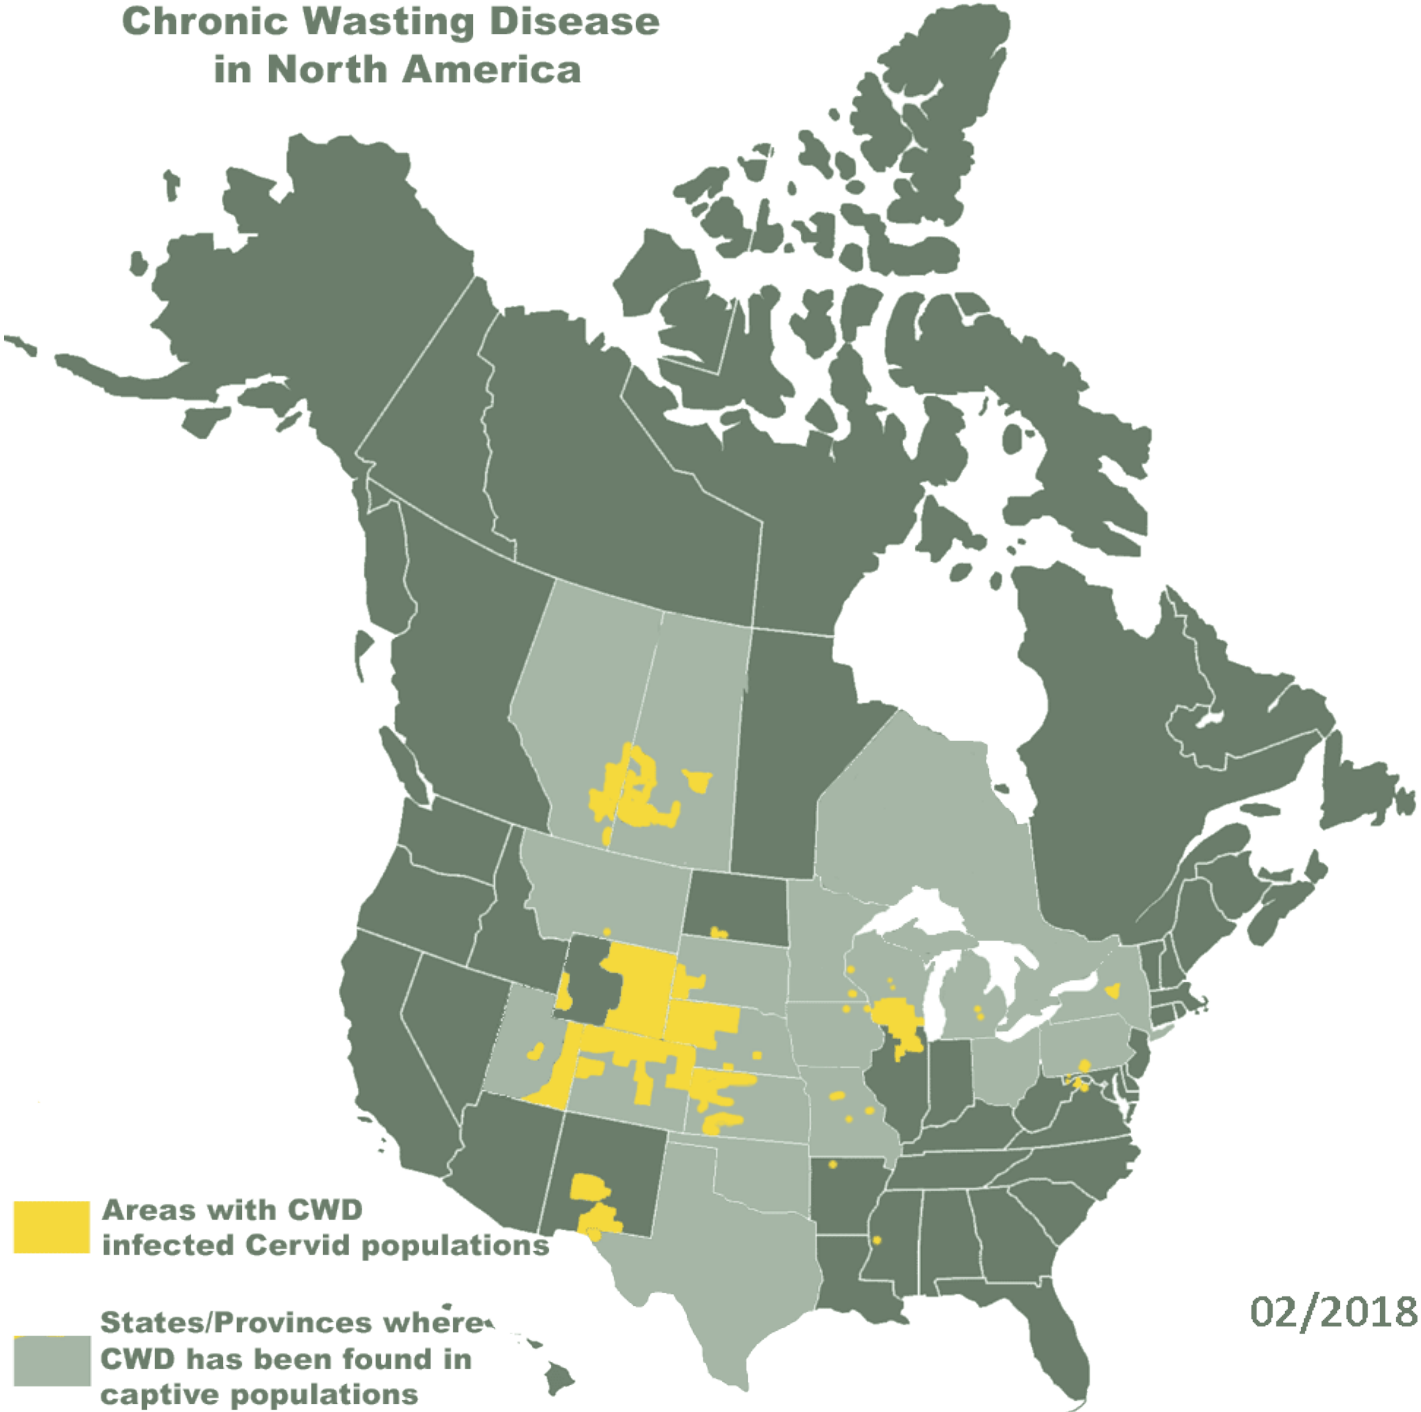 Chronic Wasting Disease
in North America
Areas with CWD
infected Cervid populations
States/Provinces where
CWD has been found in
captive populations
02/2018